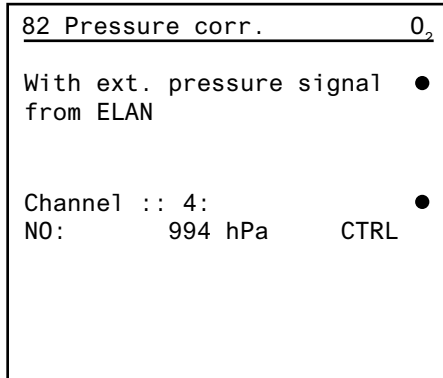 82 Pressure corr. O₂
With ext. pressure signal ●
from ELAN
Channel :: 4: ●
NO: 994 hPa CTRL